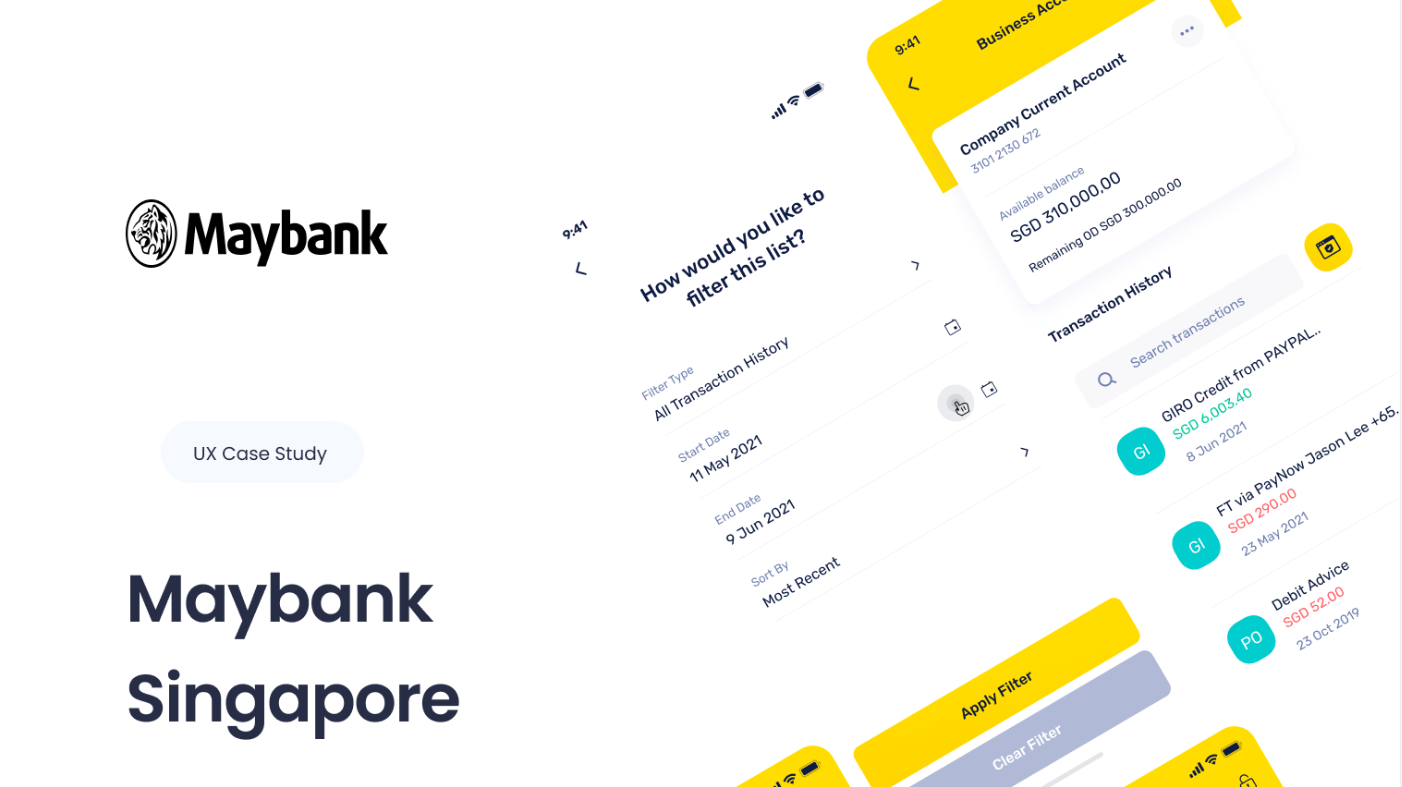 Maybank
UX Case Study
Maybank
Singapore
9:41
How would you like to
filter this list?
Filter Type
All Transaction History
Start Date
11 May 2021
End Date
9 Jun 2021
Sort By
Most Recent
Apply Filter
Clear Filter
9:41
Business
Company Current Account
3101 2130 672
Available balance
SGD 310,000.00
Remaining OD SGD 300,000.00
Transaction History
Search transactions
GI
GIRO Credit from PAYPAL..
SGD 6,003.40
8 Jun 2021
GI
FT via PayNow Jason Lee +65.
SGD 290.00
23 May 2021
PO
Debit Advice
SGD 52.00
23 Oct 2019